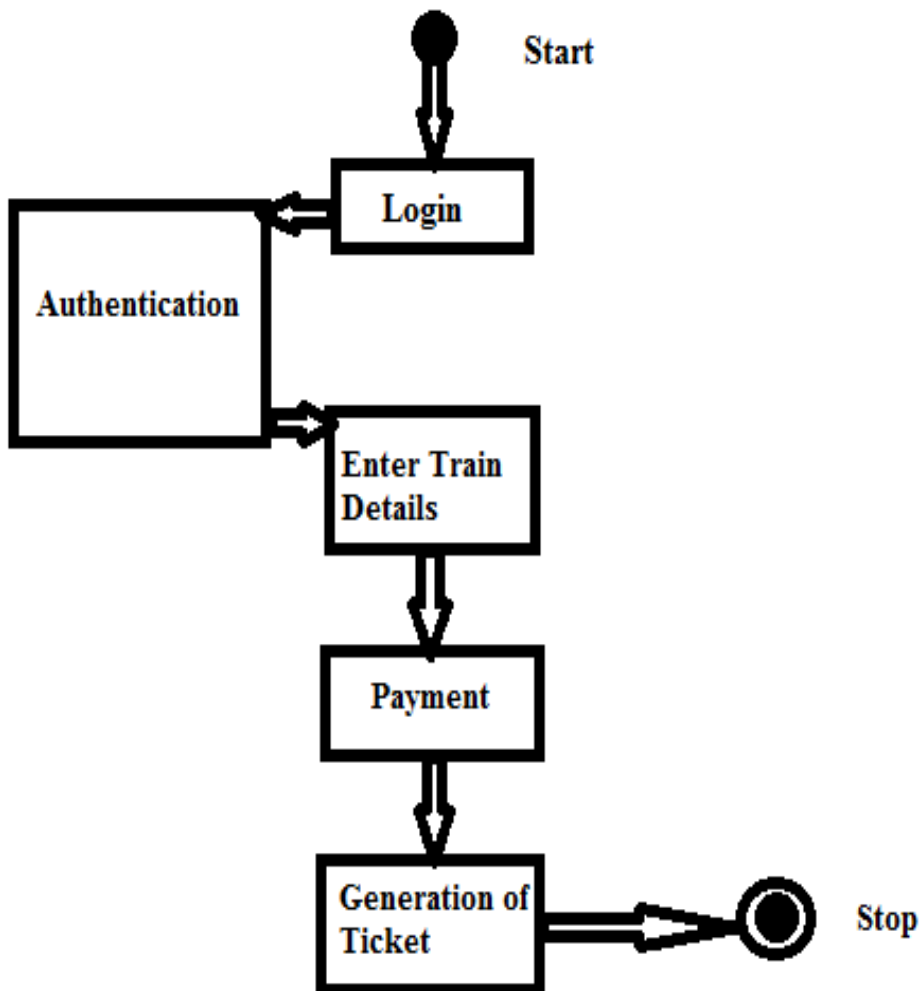 Start
Login
Authentication
Enter Train
Details
Payment
Generation of
Ticket
Stop